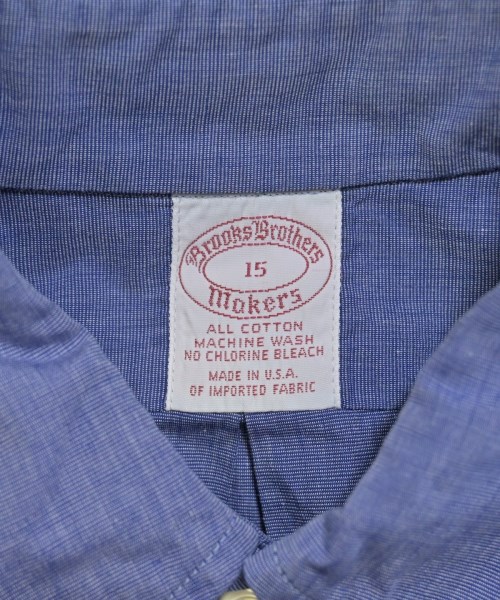 Brooks Brothers
15
Makers
ALL COTTON
MACHINE WASH
NO CHLORINE BLEACH
MADE IN U.S.A.
OF IMPORTED FABRIC